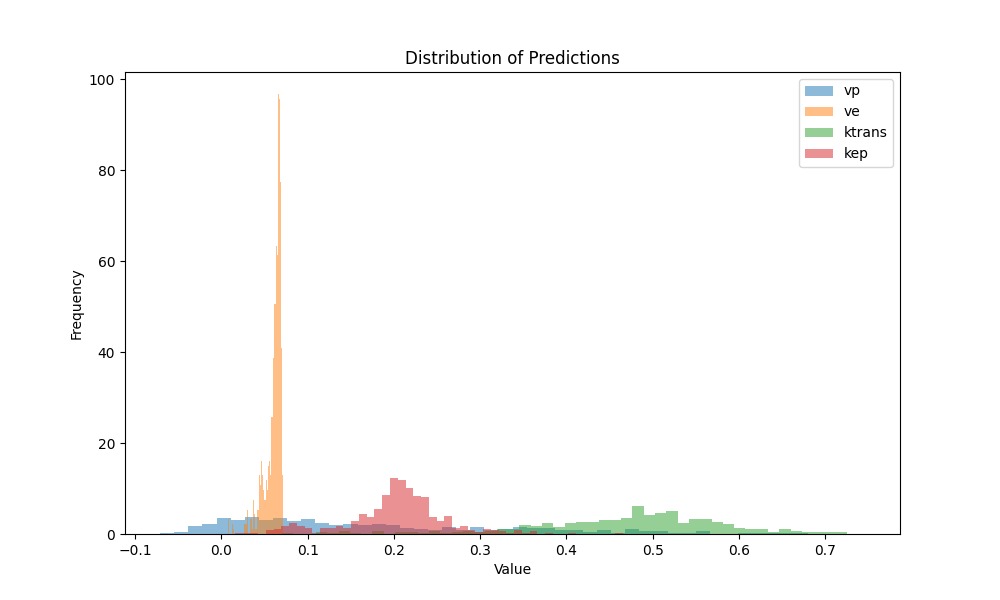 Distribution of Predictions
100
80
60
40
20
0
Frequency
vp
ve
ktrans
kep
−0.1 0.0 0.1 0.2 0.3 0.4 0.5 0.6 0.7
Value